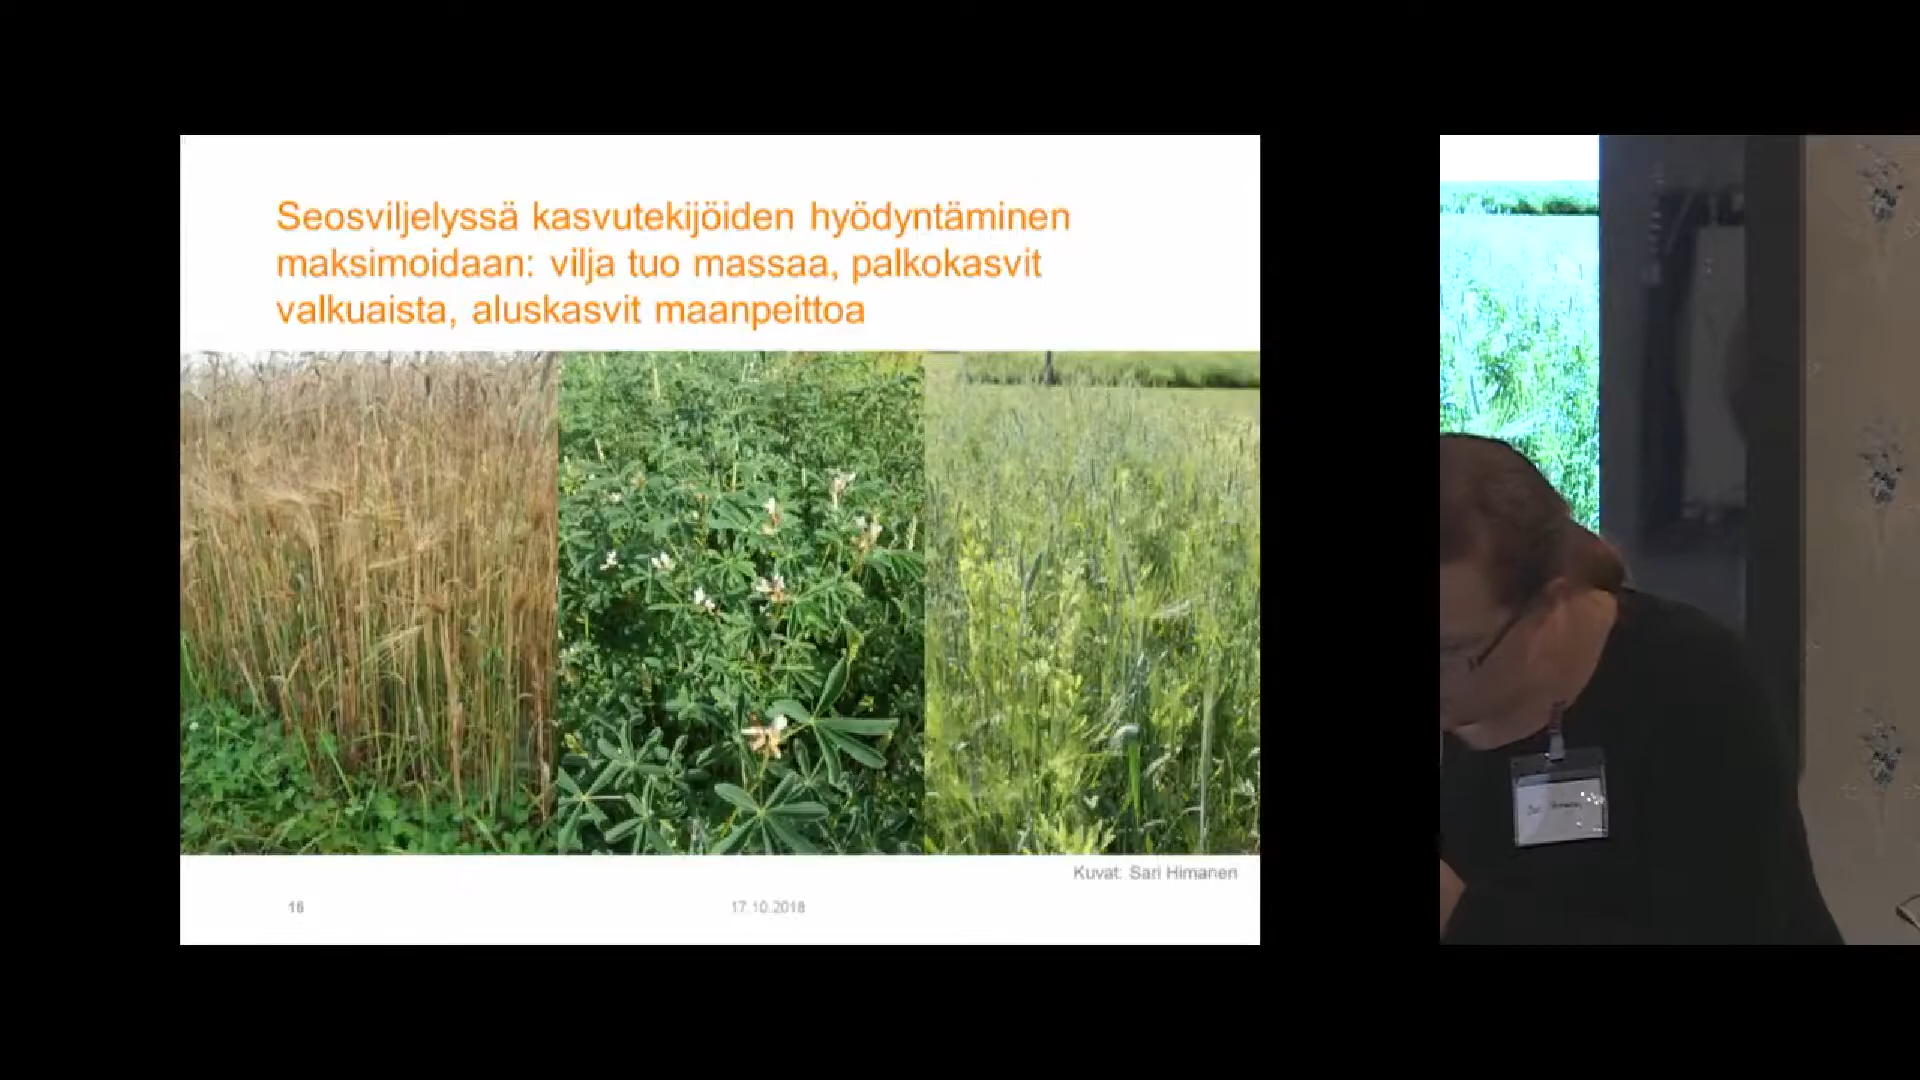 Seosviljelyssä kasvutekijöiden hyödyntäminen
maksimoidaan: vilja tuo massaa, palkokasvit
valkuaista, aluskasvit maanpeittoa
Kuvat: Sari Himanen
16
17.10.2018